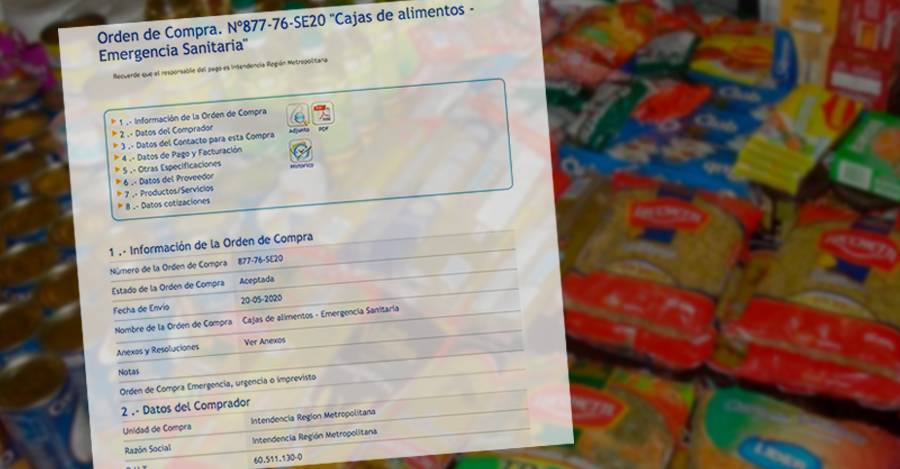 Orden de Compra. Nº877-76-SE20 "Cajas de alimentos -
Emergencia Sanitaria"
Recuerde que el responsable del pago es Intendencia Región Metropolitana
1 .- Información de la Orden de Compra
2 .- Datos del Comprador
3 .- Datos del Contacto para esta Compra
4 .- Datos de Pago y Facturación
5 .- Otras Especificaciones
6 .- Datos del Proveedor
7 .- Productos/Servicios
8 .- Datos cotizaciones
Adjunto PDF
Histórico
1 .- Información de la Orden de Compra
Número de la Orden de Compra 877-76-SE20
Estado de la Orden de Compra Aceptada
Fecha de Envío 20-05-2020
Nombre de la Orden de Compra Cajas de alimentos - Emergencia Sanitaria
Anexos y Resoluciones Ver Anexos
Notas
Orden de Compra Emergencia, urgencia o imprevisto
2 .- Datos del Comprador
Unidad de Compra Intendencia Region Metropolitana
Razón Social Intendencia Región Metropolitana
R.U.T. 60.511.130-0
LIDER